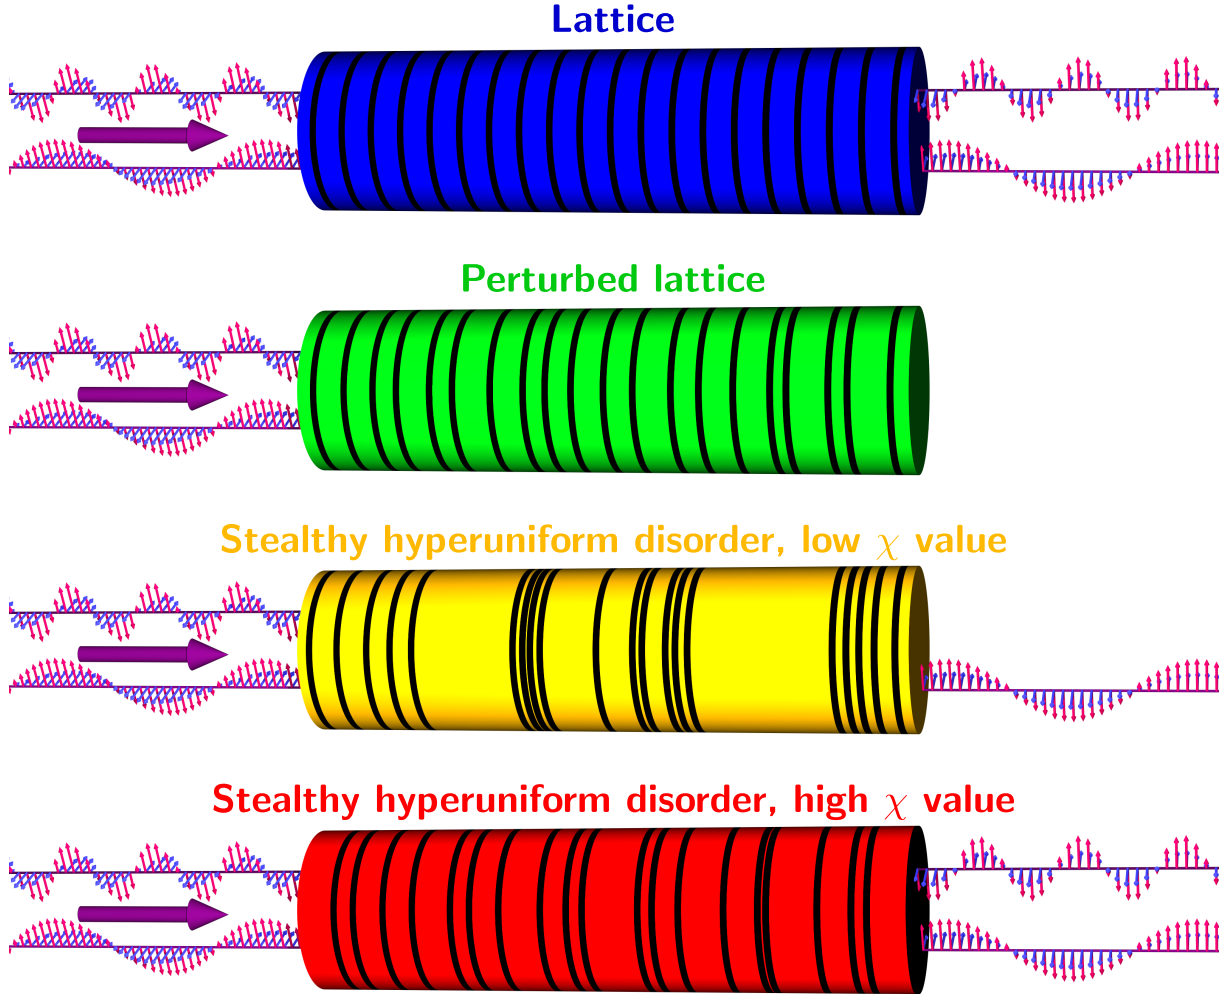 Lattice
Perturbed lattice
Stealthy hyperuniform disorder, low χ value
Stealthy hyperuniform disorder, high χ value